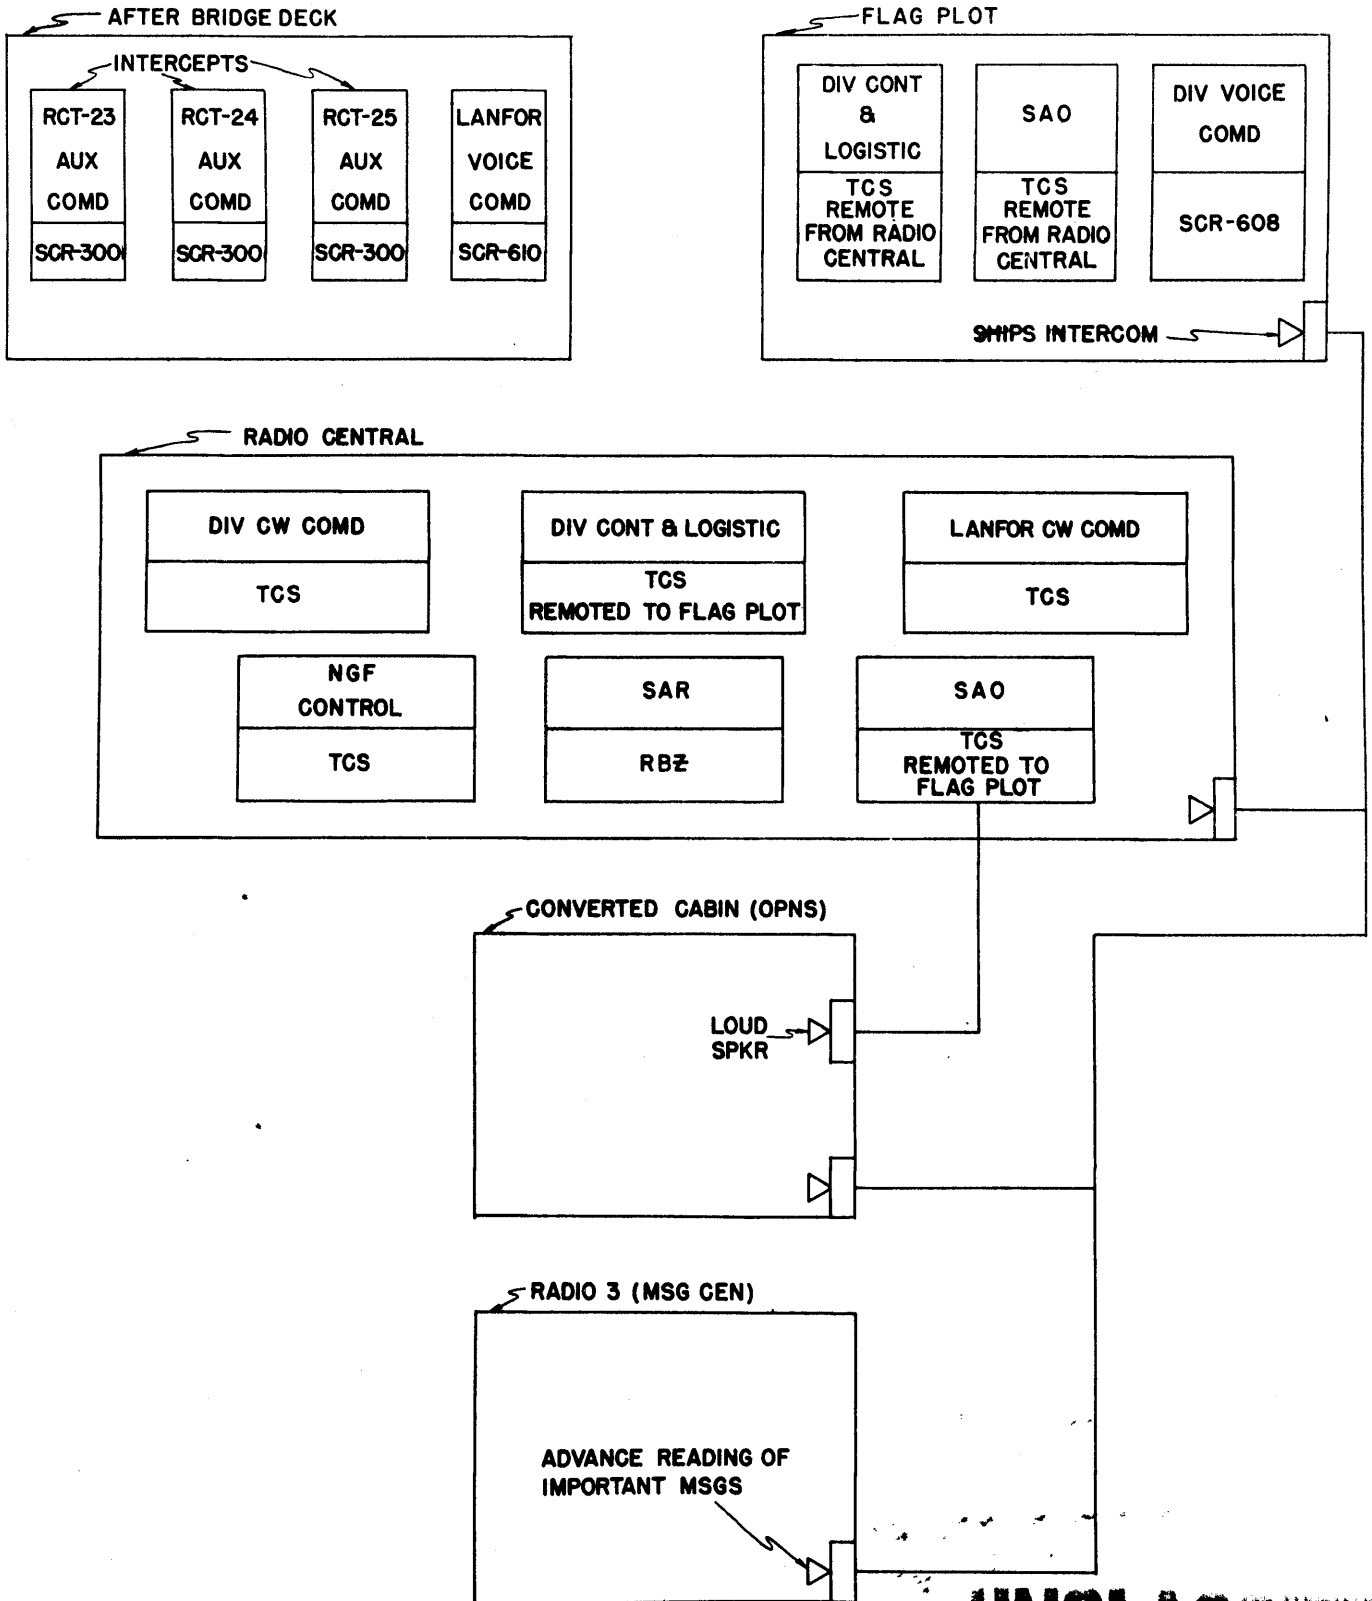 AFTER BRIDGE DECK
INTERCEPTS
RCT-23
AUX
COMD
SCR-300
RCT-24
AUX
COMD
SCR-300
RCT-25
AUX
COMD
SCR-300
LANFOR
VOICE
COMD
SCR-610
FLAG PLOT
DIV CONT
&
LOGISTIC
TCS
REMOTE
FROM RADIO
CENTRAL
SAO
TCS
REMOTE
FROM RADIO
CENTRAL
DIV VOICE
COMD
SCR-608
SHIPS INTERCOM
RADIO CENTRAL
DIV CW COMD
TCS
DIV CONT & LOGISTIC
TCS
REMOTED TO FLAG PLOT
LANFOR CW COMD
TCS
NGF
CONTROL
TCS
SAR
RBZ
SAO
TCS
REMOTED TO
FLAG PLOT
CONVERTED CABIN (OPNS)
LOUD
SPKR
RADIO 3 (MSG CEN)
ADVANCE READING OF
IMPORTANT MSGS